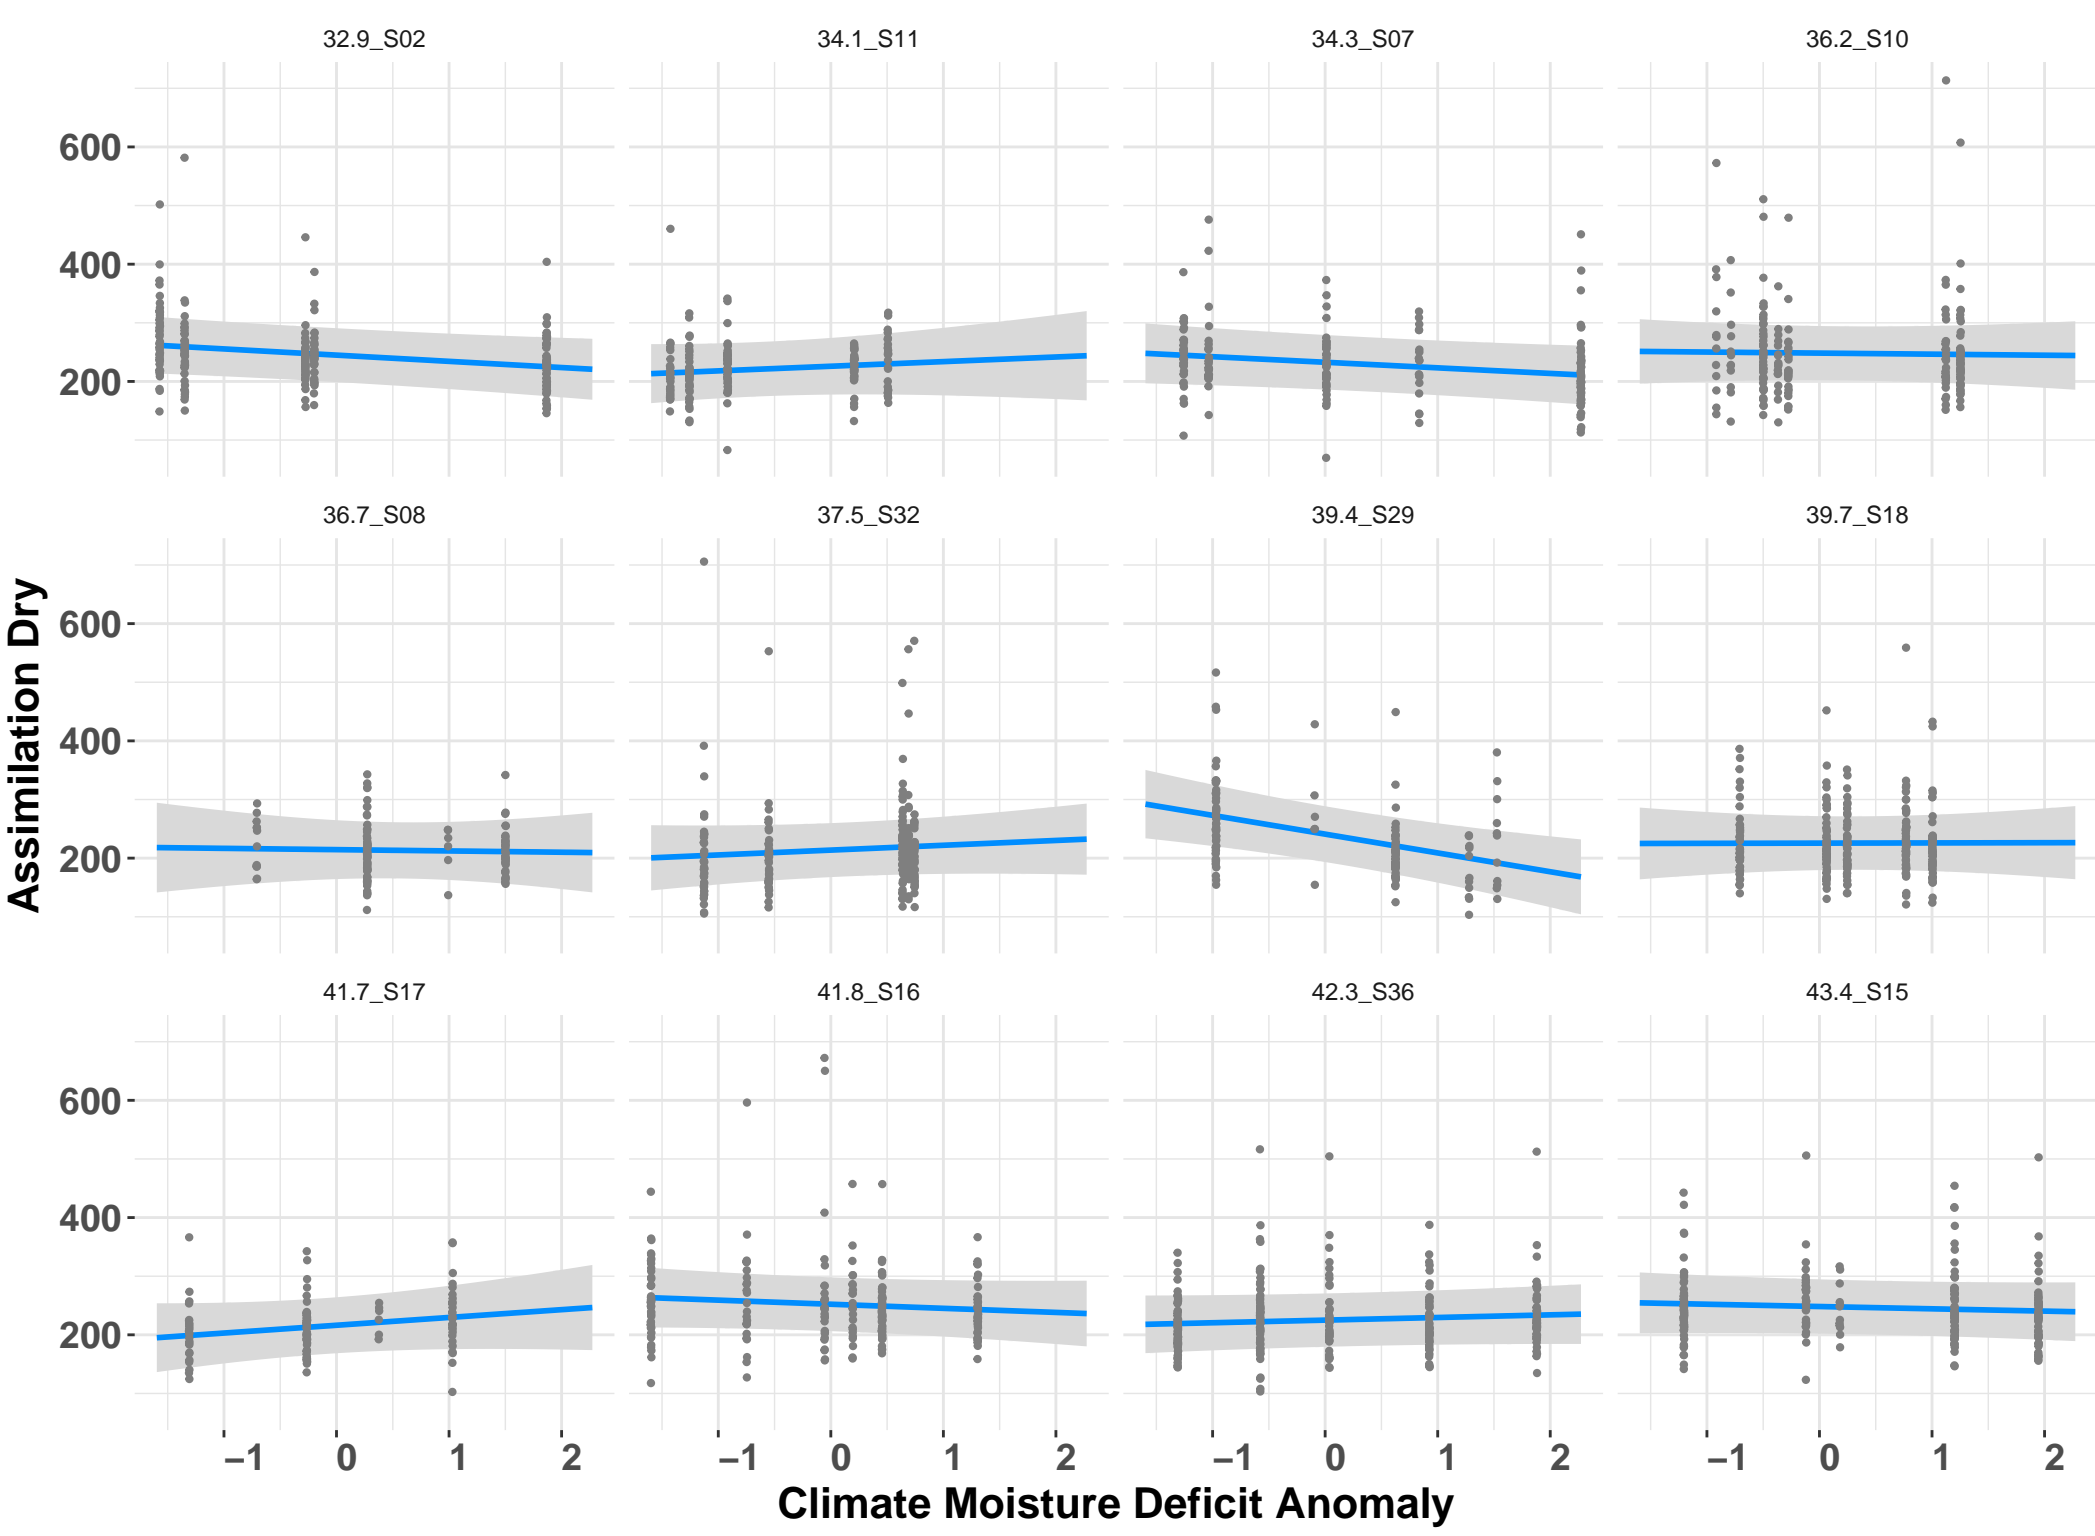 32.9_S02 34.1_S11 34.3_S07 36.2_S10
600
400
200
36.7_S08 37.5_S32 39.4_S29 39.7_S18
600
400
200
Assimilation Dry
41.7_S17 41.8_S16 42.3_S36 43.4_S15
600
400
200
−1 0 1 2 −1 0 1 2 −1 0 1 2 −1 0 1 2
Climate Moisture Deficit Anomaly